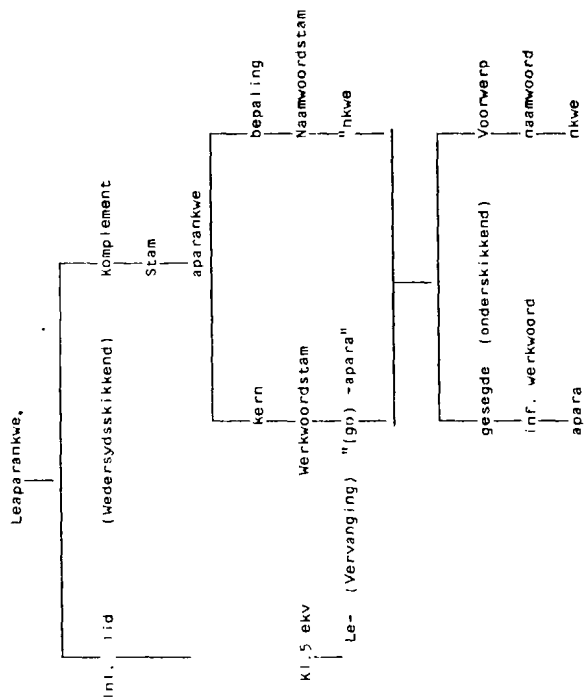 Leaparankwe.
Inl. lid (Wedersydsskikkend) Komplement
Stam
aparankwe
kern bepaling
Kl.5 ekv Werkwoordstam Naamwoordstam
Le- (Vervanging) "(go) -apara" "nkwe
gesegde (onderskikkend) Voorwerp
inf. werkwoord naamwoord
apara nkwe